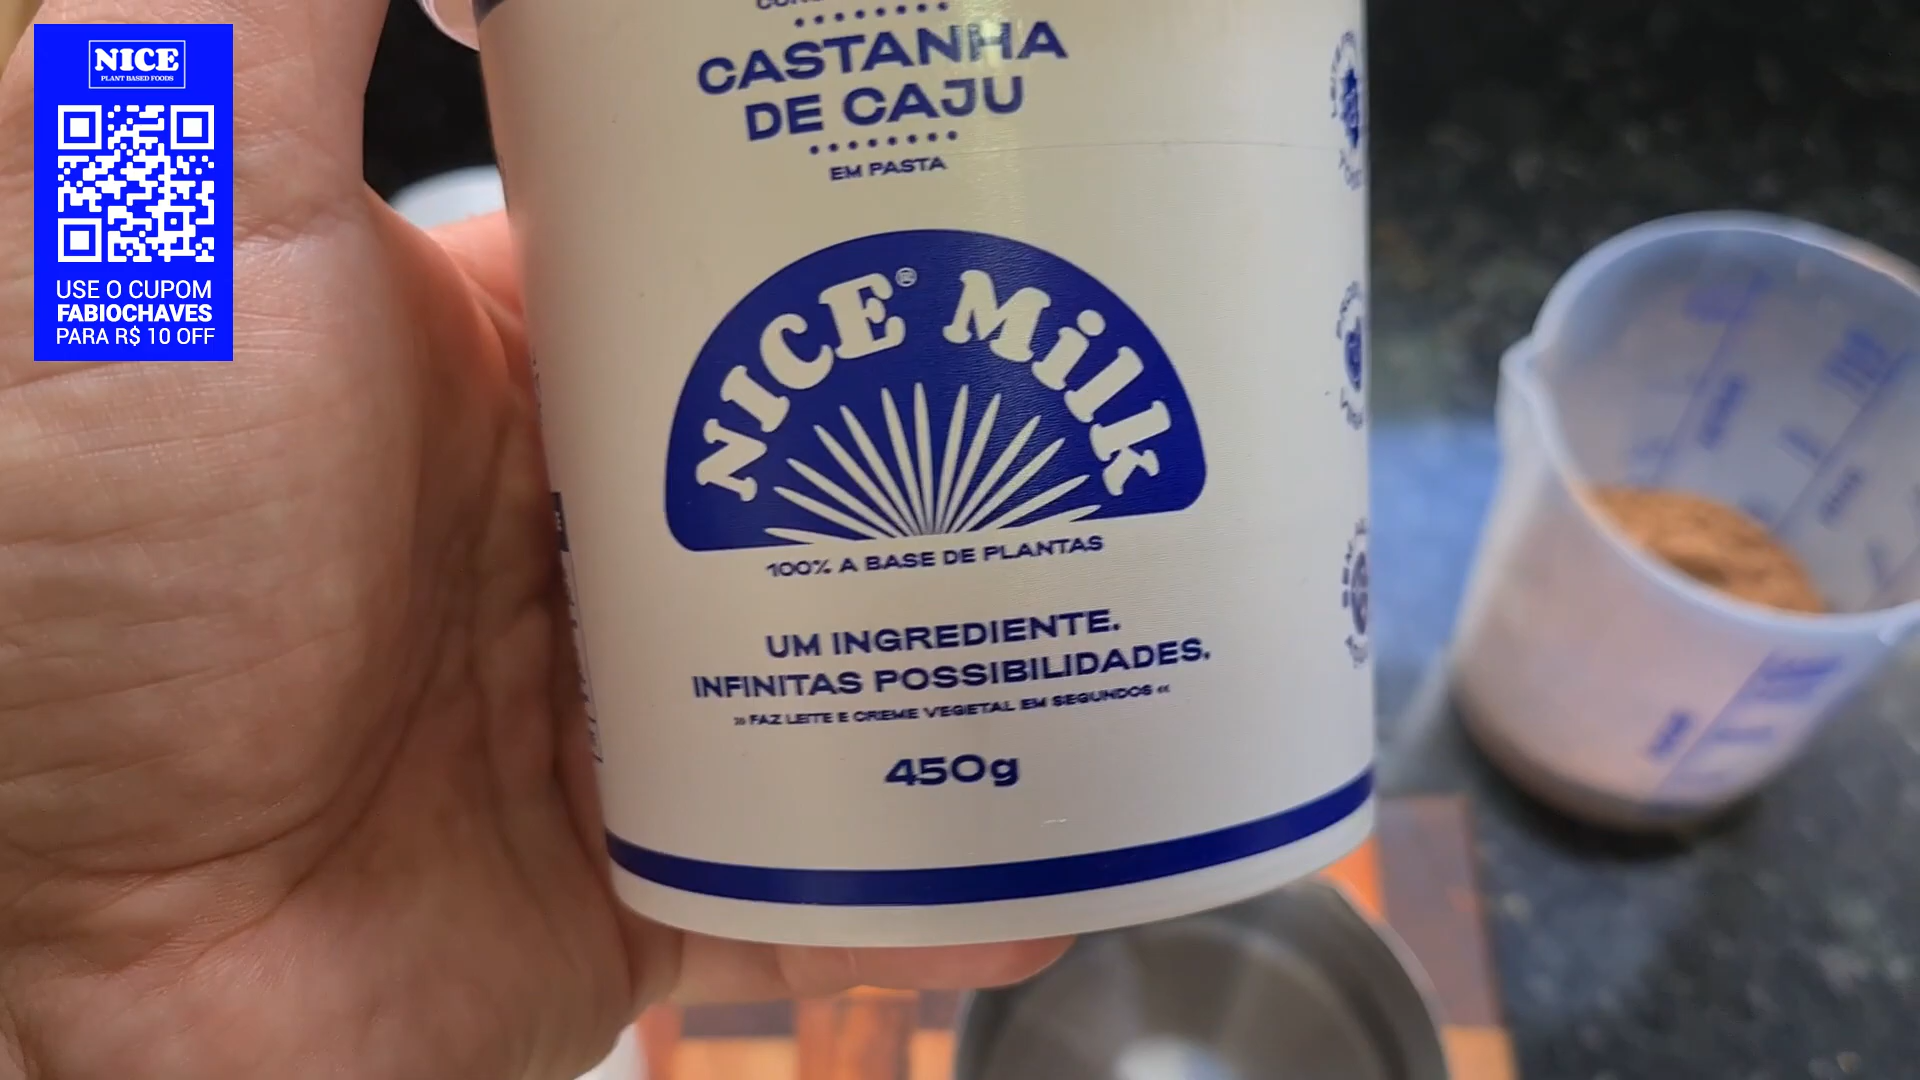 NICE
PLANT BASED FOODS
USE O CUPOM
FABIOCHAVES
PARA R$ 10 OFF
CASTANHA
DE CAJU
EM PASTA
NICE® Milk
100% A BASE DE PLANTAS
UM INGREDIENTE.
INFINITAS POSSIBILIDADES.
» FAZ LEITE E CREME VEGETAL EM SEGUNDOS «
450g